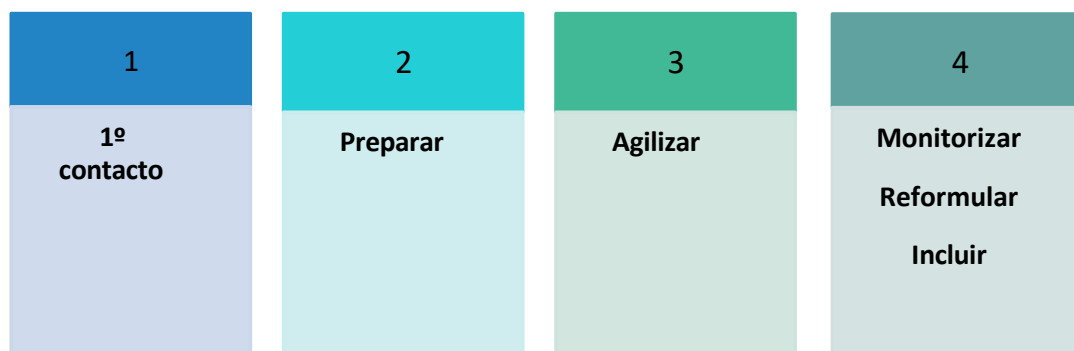 1
1º
contacto
2
Preparar
3
Agilizar
4
Monitorizar
Reformular
Incluir